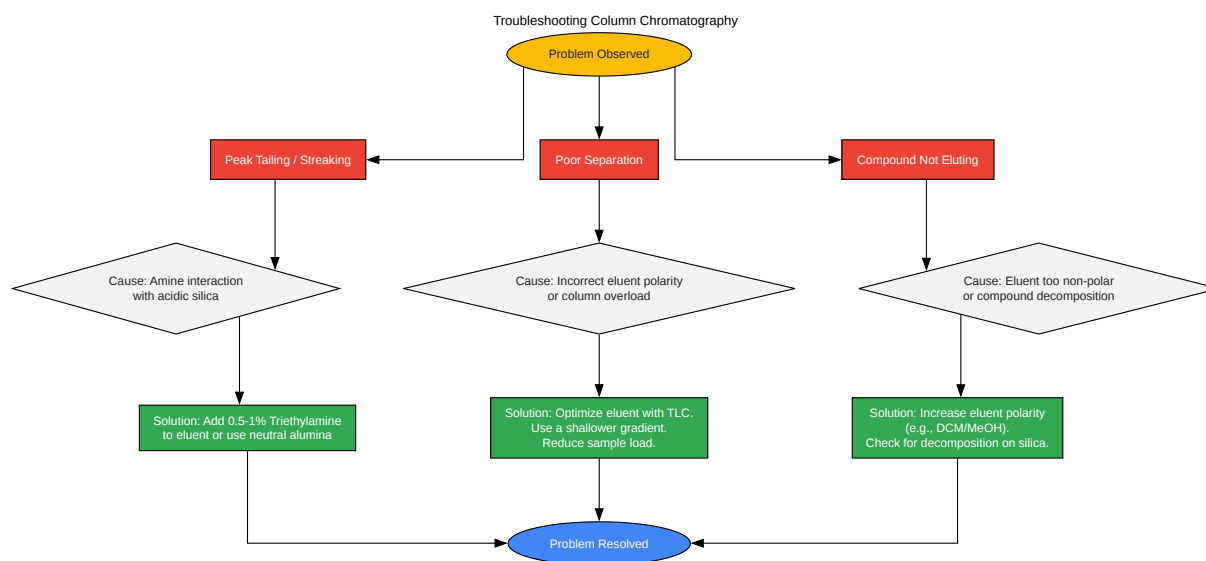 Troubleshooting Column Chromatography
Problem Observed
Peak Tailing / Streaking
Poor Separation
Compound Not Eluting
Cause: Amine interaction
with acidic silica
Cause: Incorrect eluent polarity
or column overload
Cause: Eluent too non-polar
or compound decomposition
Solution: Add 0.5-1% Triethylamine
to eluent or use neutral alumina
Solution: Optimize eluent with TLC.
Use a shallower gradient.
Reduce sample load.
Solution: Increase eluent polarity
(e.g., DCM/MeOH).
Check for decomposition on silica.
Problem Resolved